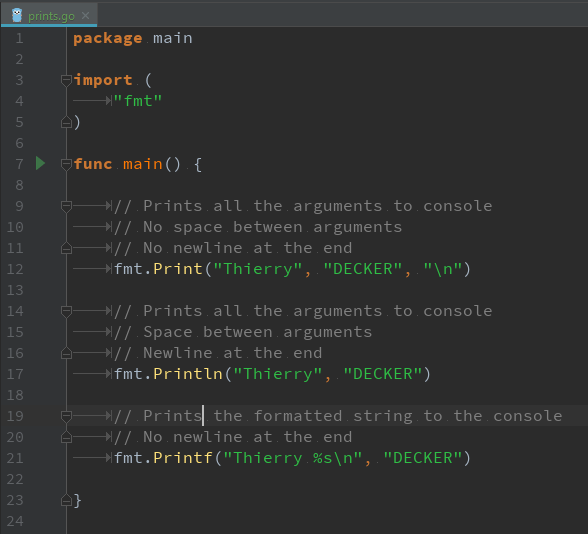 prints.go
1 package main
2
3 import (
4 "fmt"
5 )
6
7 func main() {
8
9 // Prints all the arguments to console
10 // No space between arguments
11 // No newline at the end
12 fmt.Print("Thierry", "DECKER", "\n")
13
14 // Prints all the arguments to console
15 // Space between arguments
16 // Newline at the end
17 fmt.Println("Thierry", "DECKER")
18
19 // Prints the formatted string to the console
20 // No newline at the end
21 fmt.Printf("Thierry %s\n", "DECKER")
22
23 }
24